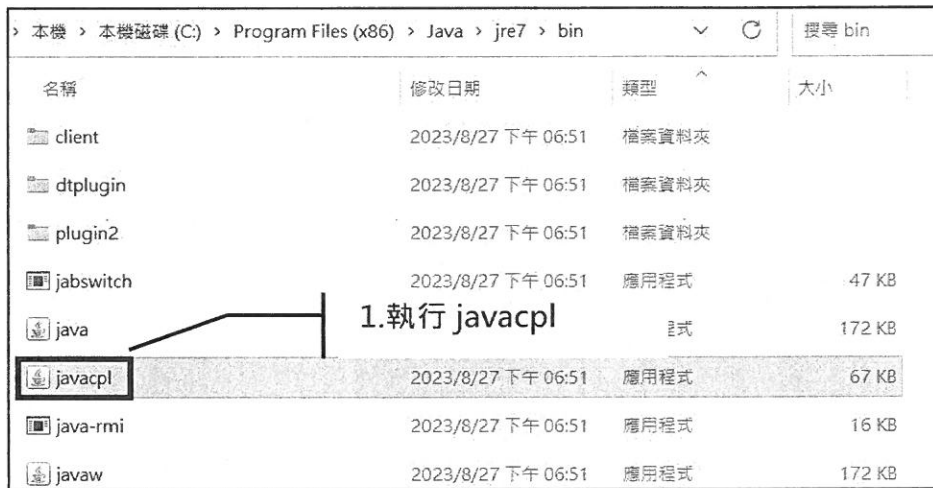 › 本機 › 本機磁碟 (C:) › Program Files (x86) › Java › jre7 › bin 搜尋 bin
名稱 修改日期 類型 大小
client 2023/8/27 下午 06:51 檔案資料夾
dtplugin 2023/8/27 下午 06:51 檔案資料夾
plugin2 2023/8/27 下午 06:51 檔案資料夾
jabswitch 2023/8/27 下午 06:51 應用程式 47 KB
java 程式 172 KB
1.執行 javacpl
javacpl 2023/8/27 下午 06:51 應用程式 67 KB
java-rmi 2023/8/27 下午 06:51 應用程式 16 KB
javaw 2023/8/27 下午 06:51 應用程式 172 KB